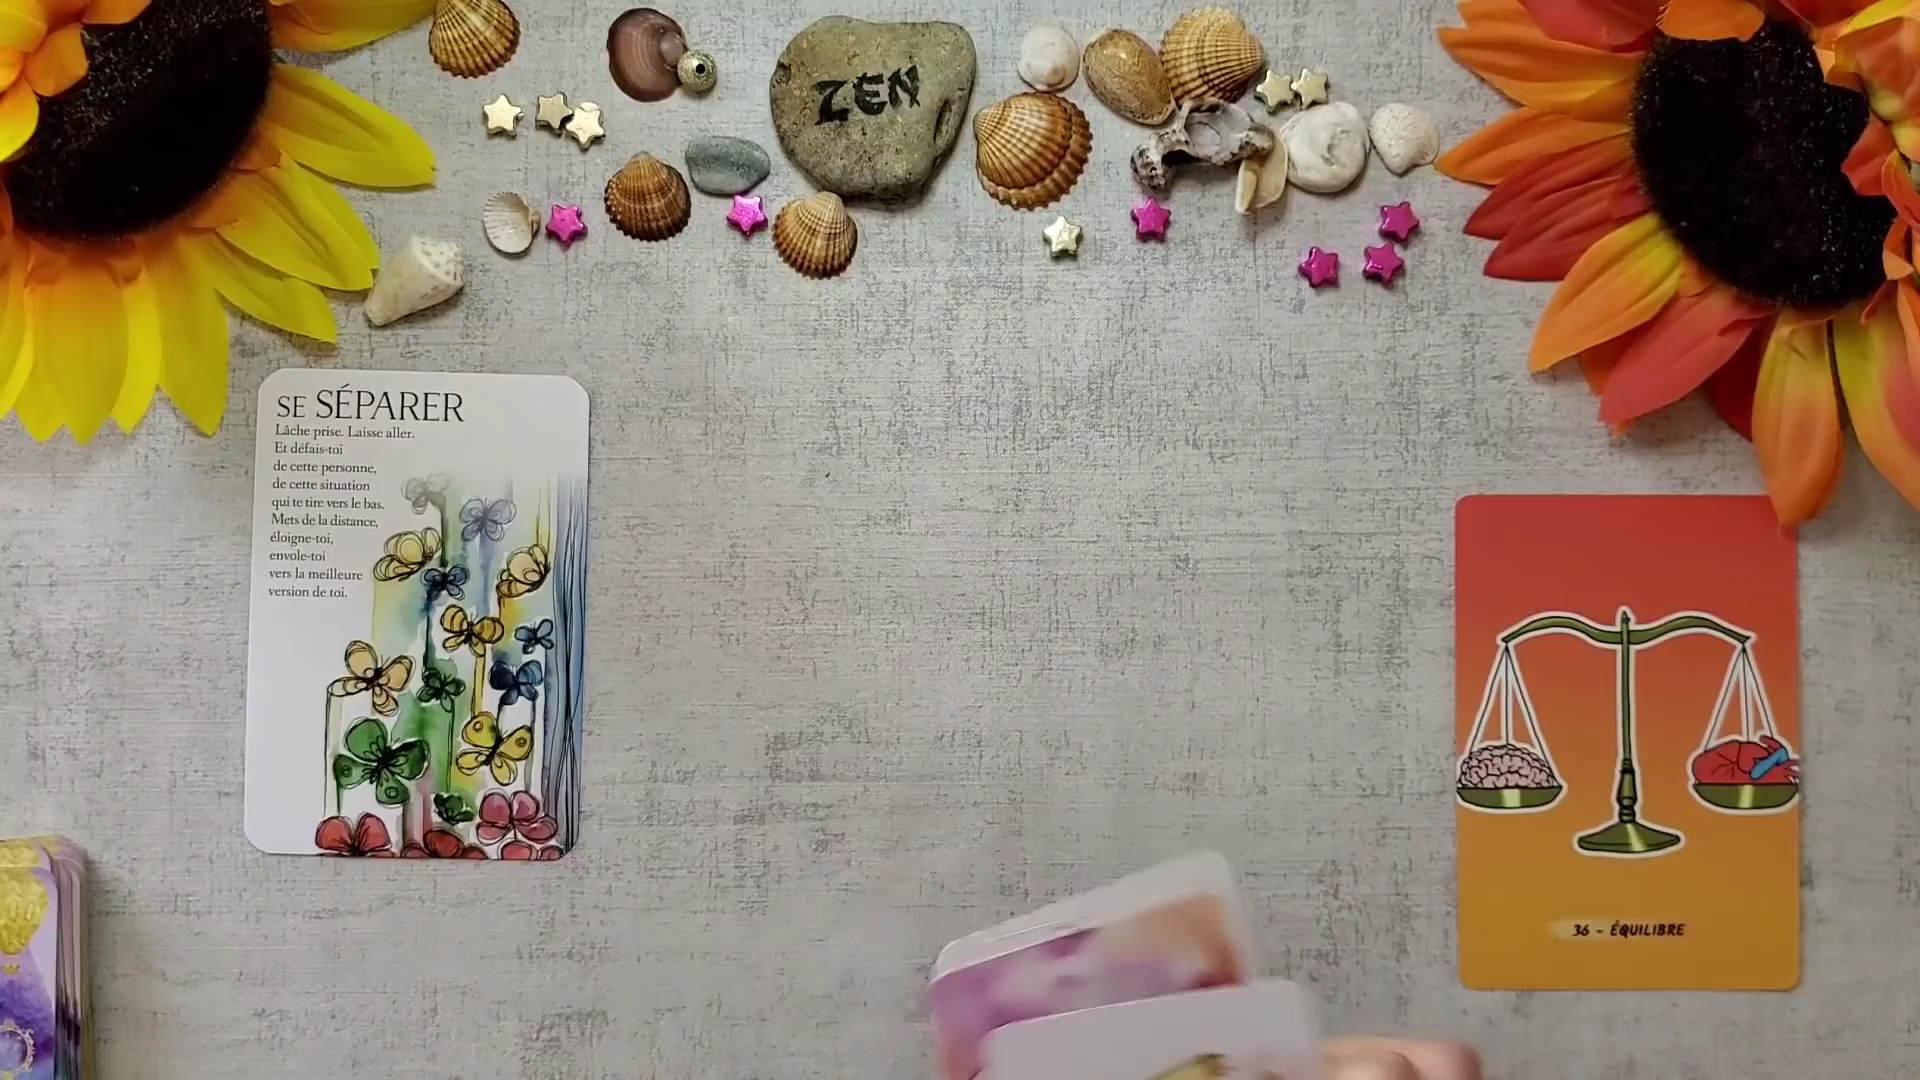 ZEN
SE SÉPARER
Lâche prise. Laisse aller.
Et défais-toi
de cette personne,
de cette situation
qui te tire vers le bas.
Mets de la distance,
éloigne-toi,
envole-toi
vers la meilleure
version de toi.
36 - ÉQUILIBRE